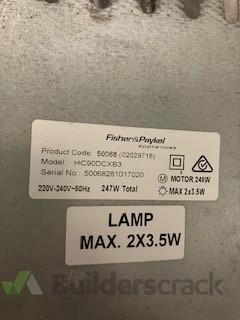 Fisher&Paykel
Product Code: 50068 (02029718)
Model: HC90DCXB3
Serial No.: 50068261017020
MOTOR 240W
220V-240V~50Hz 247W Total MAX 2x3.5W
LAMP
MAX. 2X3.5W
Builderscrack